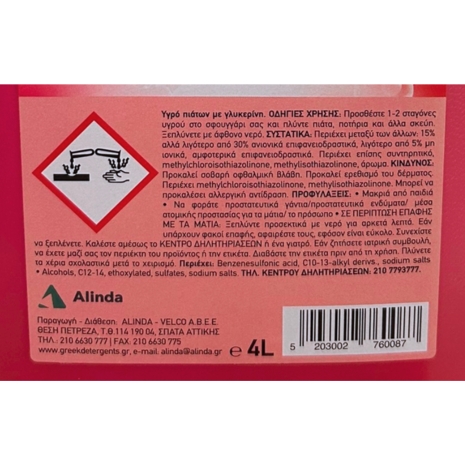 Υγρό πιάτων με γλυκερίνη. ΟΔΗΓΙΕΣ ΧΡΗΣΗΣ: Προσθέστε 1-2 σταγόνες
υγρού στο σφουγγάρι σας και πλύντε πιάτα, ποτήρια και άλλα σκεύη.
Ξεπλύνετε με άφθονο νερό. ΣΥΣΤΑΤΙΚΑ: Περιέχει μεταξύ των άλλων: 15%
αλλά λιγότερο από 30% ανιονικά επιφανειοδραστικά, λιγότερο από 5% μη
ιονικά, αμφοτερικά επιφανειοδραστικά. Περιέχει επίσης συντηρητικό,
methylchloroisothiazolinone, methylisothiazolinone, άρωμα. ΚΙΝΔΥΝΟΣ:
Προκαλεί σοβαρή οφθαλμική βλάβη. Προκαλεί ερεθισμό του δέρματος.
Περιέχει methylchloroisothiazolinone, methylisothiazolinone. Μπορεί να
προκαλέσει αλλεργική αντίδραση. ΠΡΟΦΥΛΑΞΕΙΣ: • Μακριά από παιδιά
• Να φοράτε προστατευτικά γάντια/προστατευτικά ενδύματα/ μέσα
ατομικής προστασίας για τα μάτια/ το πρόσωπο • ΣΕ ΠΕΡΙΠΤΩΣΗ ΕΠΑΦΗΣ
ΜΕ ΤΑ ΜΑΤΙΑ: Ξεπλύνετε προσεκτικά με νερό για αρκετά λεπτά. Εάν
υπάρχουν φακοί επαφής, αφαιρέστε τους, εφόσον είναι εύκολο. Συνεχίστε
να ξεπλένετε. Καλέστε αμέσως το ΚΕΝΤΡΟ ΔΗΛΗΤΗΡΙΑΣΕΩΝ ή ένα γιατρό. Εάν ζητήσετε ιατρική συμβουλή,
να έχετε μαζί σας τον περιέκτη του προϊόντος ή την ετικέτα. Διαβάστε την ετικέτα πριν από τη χρήση. Πλύνετε
τα χέρια σχολαστικά μετά το χειρισμό. Περιέχει: Benzenesulfonic acid, C10-13-alkyl derivs., sodium salts
• Alcohols, C12-14, ethoxylated, sulfates, sodium salts. ΤΗΛ. ΚΕΝΤΡΟΥ ΔΗΛΗΤΗΡΙΑΣΕΩΝ: 210 7793777.
Alinda
Παραγωγή - Διάθεση: ALINDA - VELCO Α.Β.Ε.Ε.
ΘΕΣΗ ΠΕΤΡΕΖΑ, Τ.Θ.114 190 04, ΣΠΑΤΑ ΑΤΤΙΚΗΣ
ΤΗΛ.: 210 6630 777 | FAX: 210 6630 775
www.greekdetergents.gr, e-mail: alinda@alinda.gr
e 4L
5 203002 760087